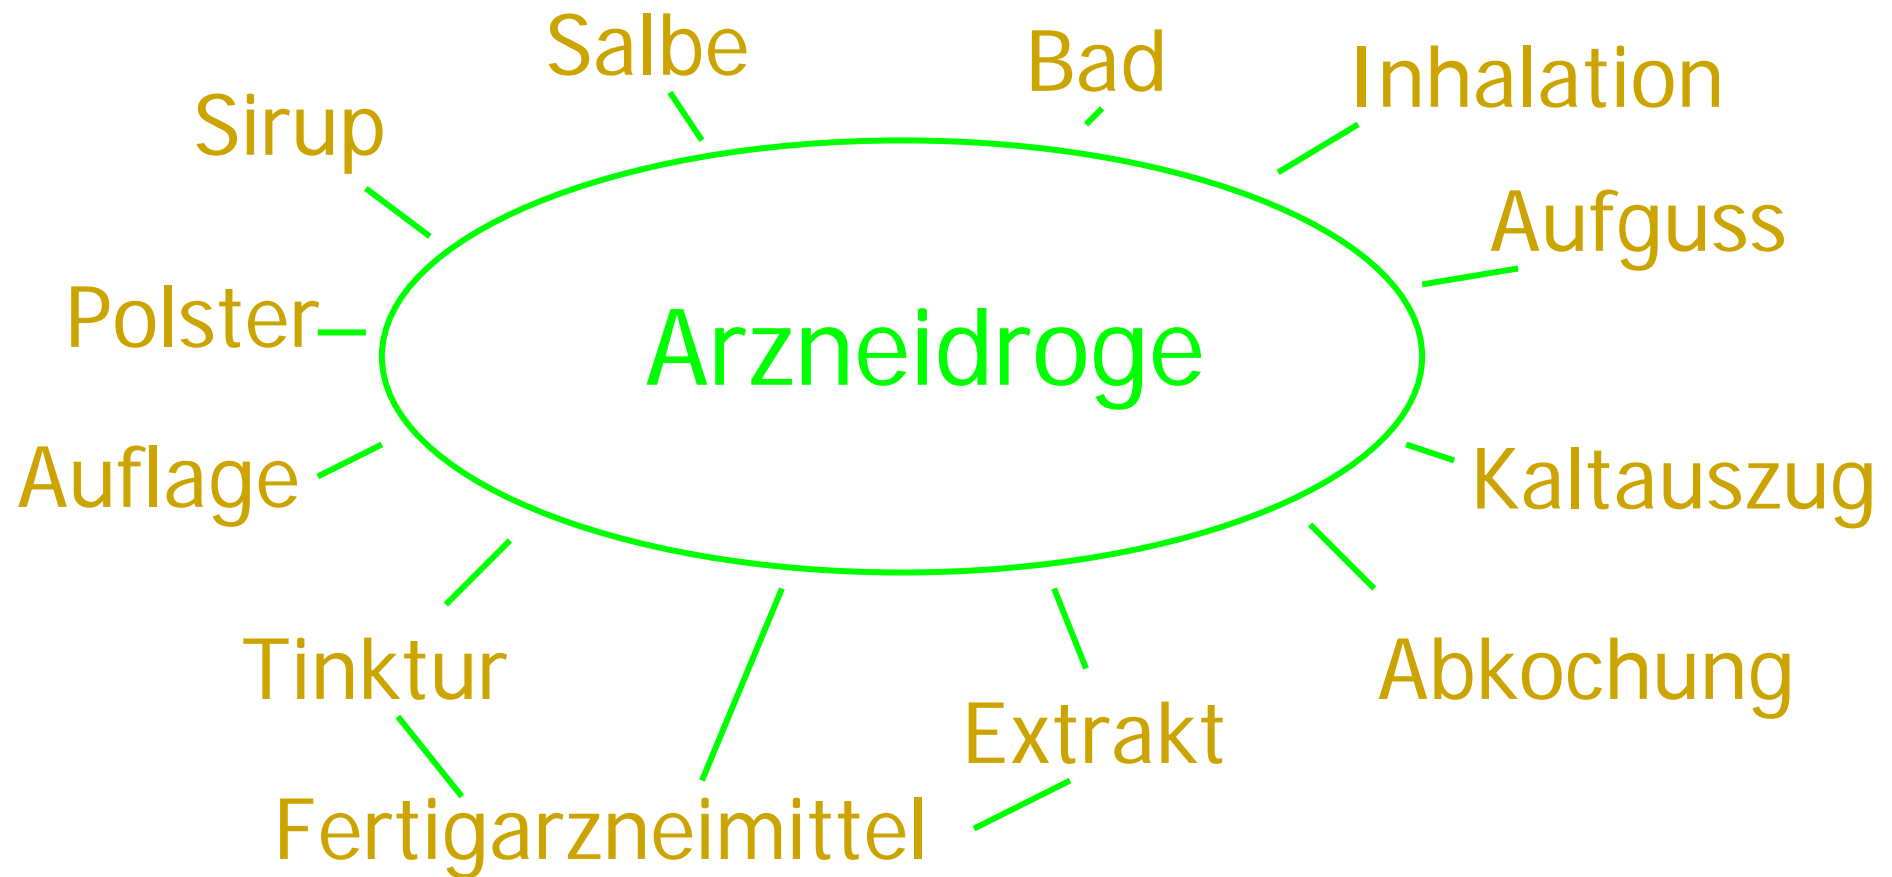 Salbe
Bad
Inhalation
Sirup
Aufguss
Polster
Arzneidroge
Auflage
Kaltauszug
Tinktur
Abkochung
Extrakt
Fertigarzneimittel